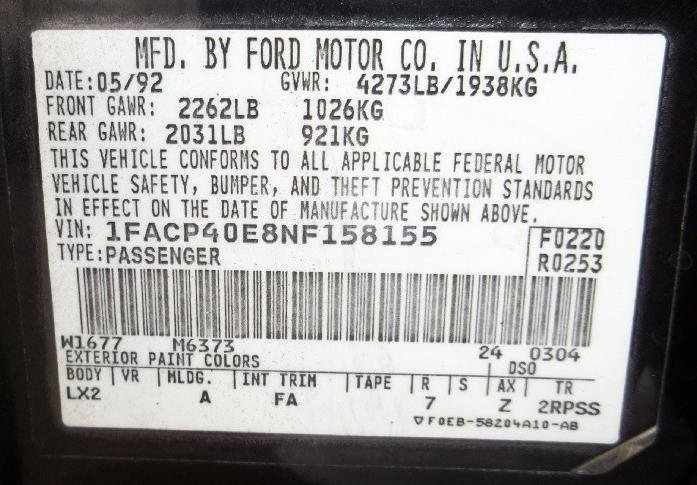 MFD. BY FORD MOTOR CO. IN U.S.A.
DATE: 05/92 GVWR: 4273LB/1938KG
FRONT GAWR: 2262LB 1026KG
REAR GAWR: 2031LB 921KG
THIS VEHICLE CONFORMS TO ALL APPLICABLE FEDERAL MOTOR
VEHICLE SAFETY, BUMPER, AND THEFT PREVENTION STANDARDS
IN EFFECT ON THE DATE OF MANUFACTURE SHOWN ABOVE.
VIN: 1FACP40E8NF158155 F0220
TYPE: PASSENGER R0253
W1677 M6373 24 0304
EXTERIOR PAINT COLORS DSO
BODY VR MLDG. INT TRIM TAPE R S AX TR
LX2 A FA 7 Z 2RPSS
▽F0EB-58204A10-AB